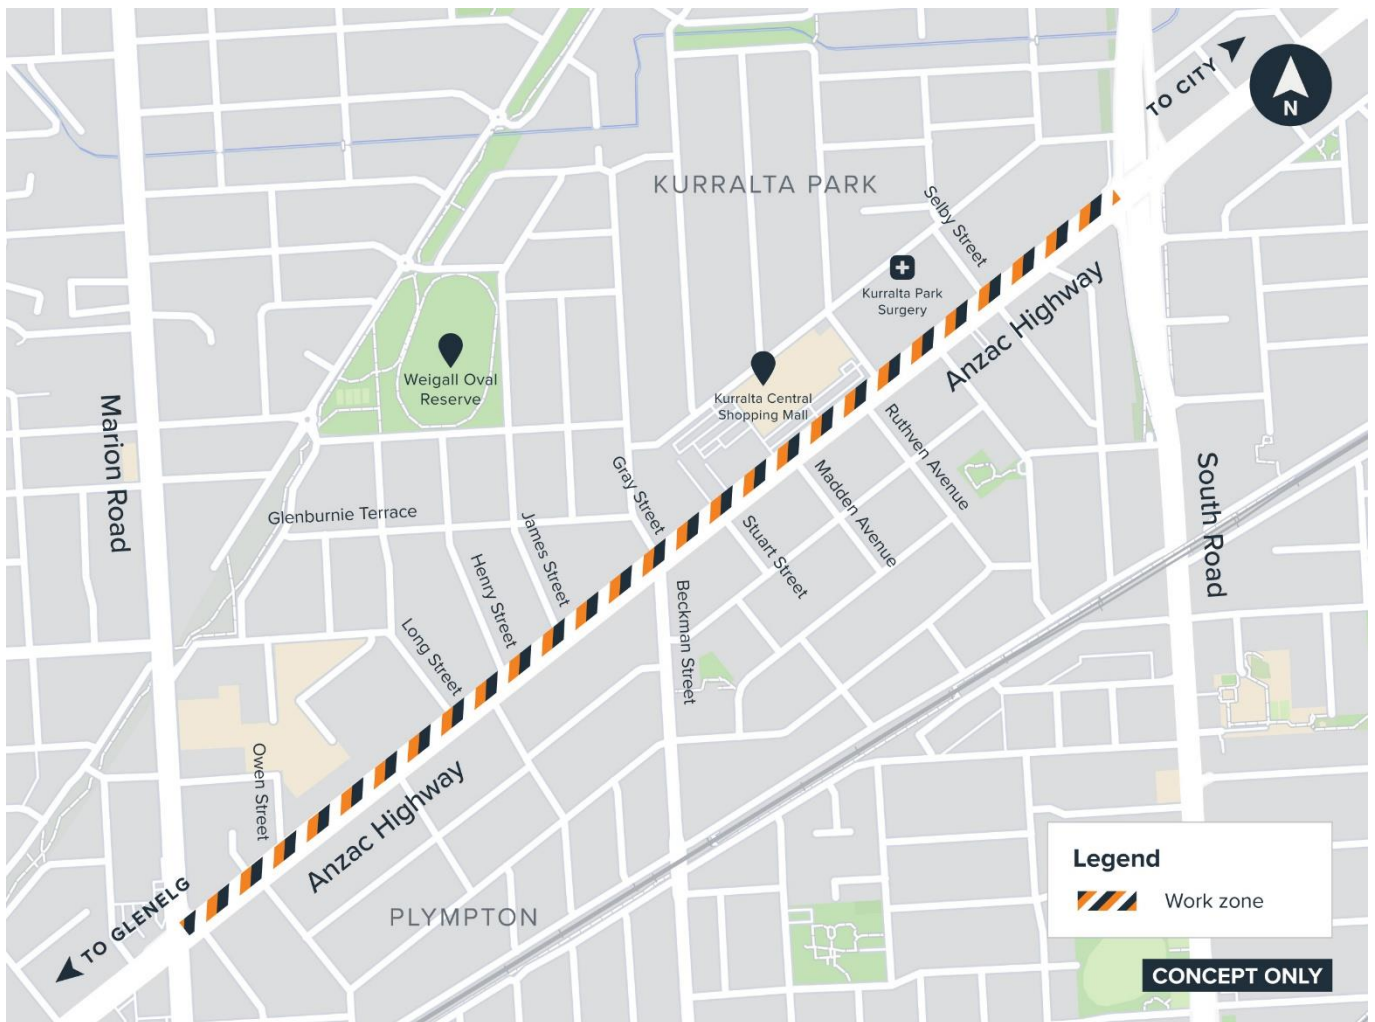 TO CITY
N
KURRALTA PARK
Selby Street
Kurralta Park
Surgery
Anzac Highway
Weigall Oval
Reserve
Kurralta Central
Shopping Mall
Marion Road
Ruthven Avenue
Madden Avenue
South Road
Gray Street
Glenburnie Terrace
James Street
Stuart Street
Henry Street
Beckman Street
Long Street
Owen Street
Anzac Highway
TO GLENELG
PLYMPTON
Legend
Work zone
CONCEPT ONLY